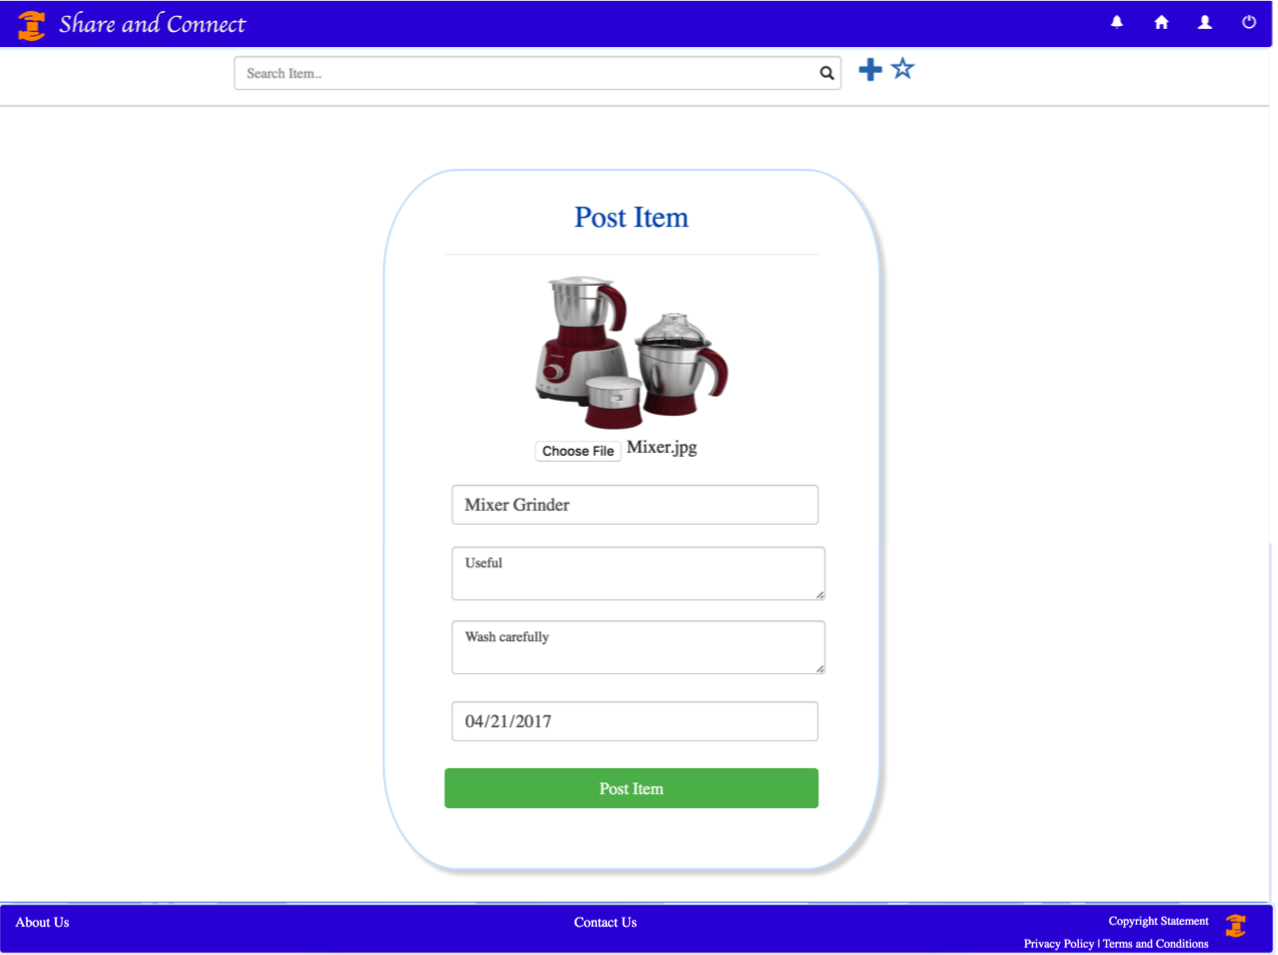 Share and Connect
Search Item..
Post Item
Choose File Mixer.jpg
Mixer Grinder
Useful
Wash carefully
04/21/2017
Post Item
About Us
Contact Us
Copyright Statement
Privacy Policy | Terms and Conditions